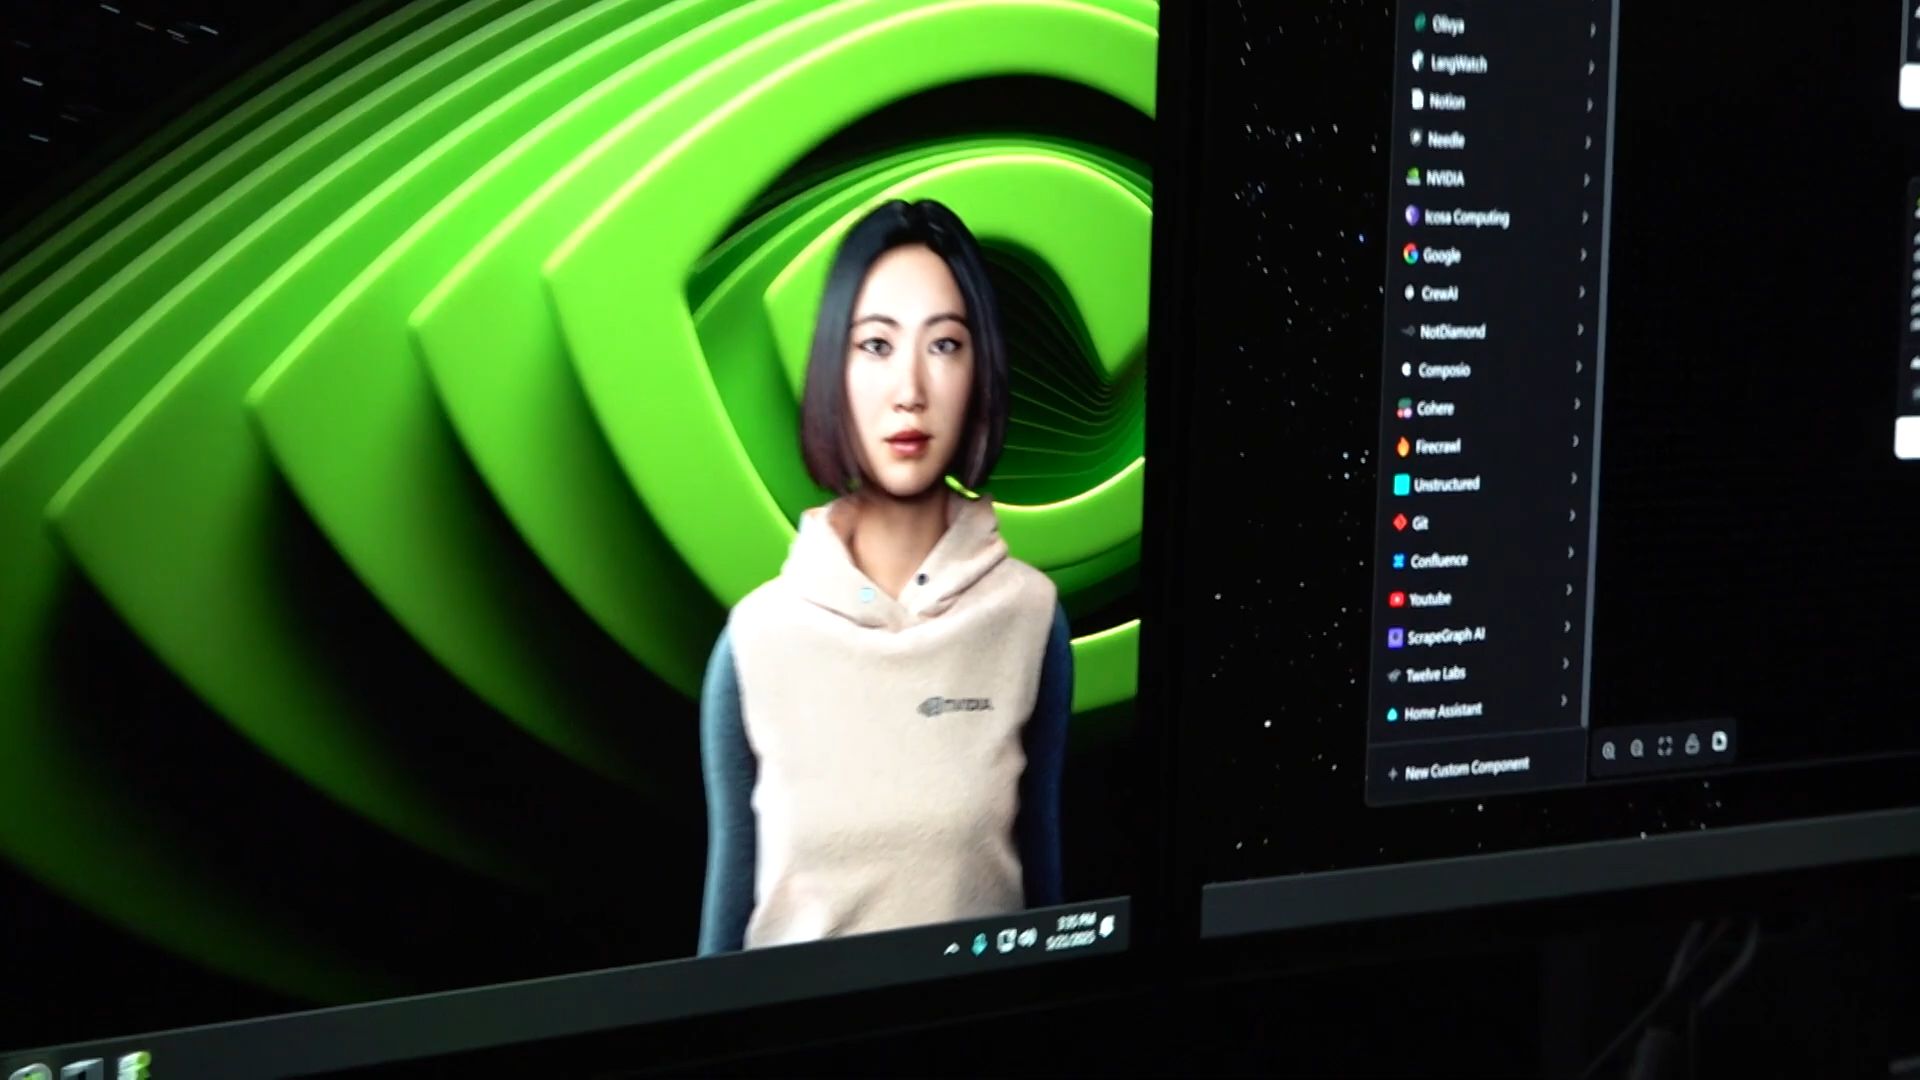 NVIDIA.
Olivya
LangWatch
Notion
Needle
NVIDIA
Icosa Computing
Google
CrewAI
NotDiamond
Composio
Cohere
Firecrawl
Unstructured
Git
Confluence
Youtube
ScrapeGraph AI
Twelve Labs
Home Assistant
+ New Custom Component